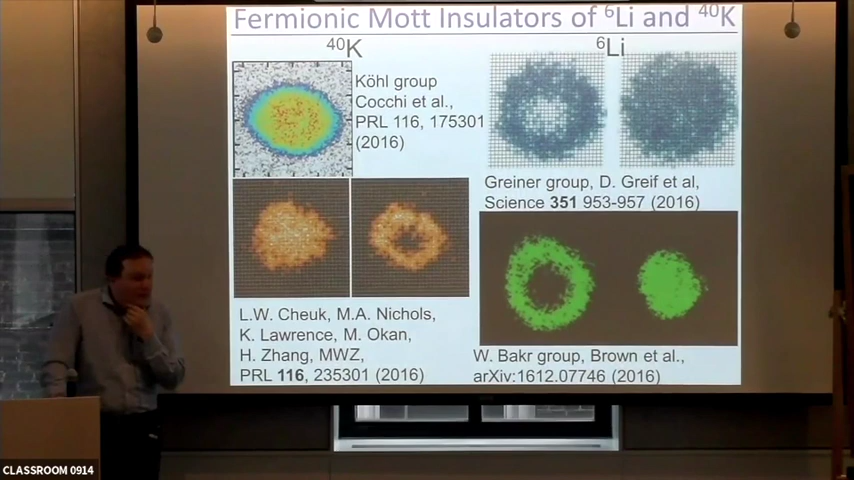 Fermionic Mott Insulators of ⁶Li and ⁴⁰K
⁴⁰K
Köhl group
Cocchi et al.,
PRL 116, 175301
(2016)
L.W. Cheuk, M.A. Nichols,
K. Lawrence, M. Okan,
H. Zhang, MWZ,
PRL 116, 235301 (2016)
⁶Li
Greiner group, D. Greif et al,
Science 351 953-957 (2016)
W. Bakr group, Brown et al.,
arXiv:1612.07746 (2016)
CLASSROOM 0914